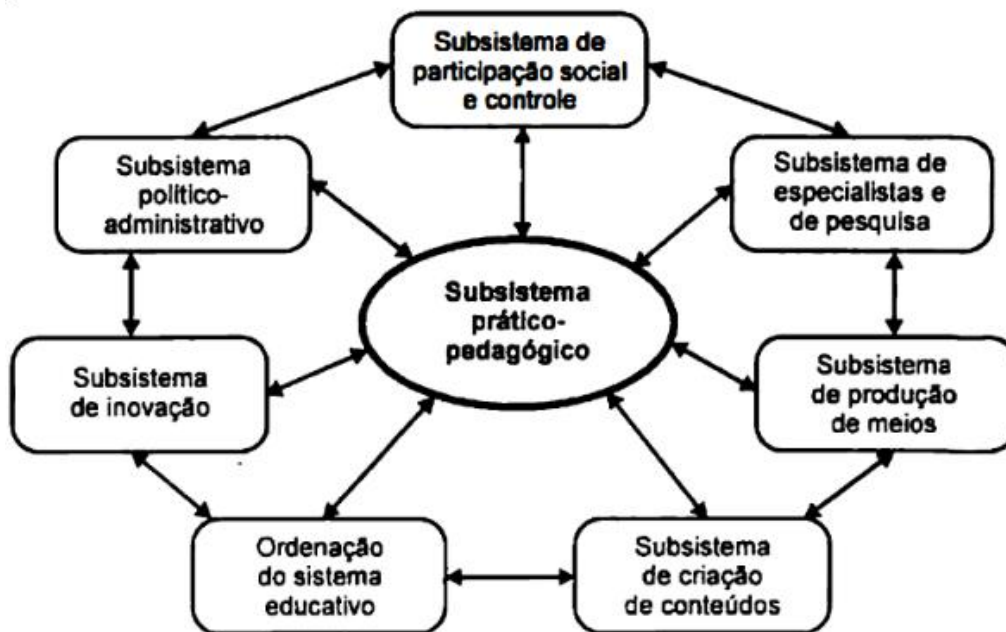 Subsistema de
participação social
e controle
Subsistema
político-
administrativo
Subsistema de
especialistas e
de pesquisa
Subsistema
prático-
pedagógico
Subsistema
de inovação
Subsistema
de produção
de meios
Ordenação
do sistema
educativo
Subsistema
de criação
de conteúdos